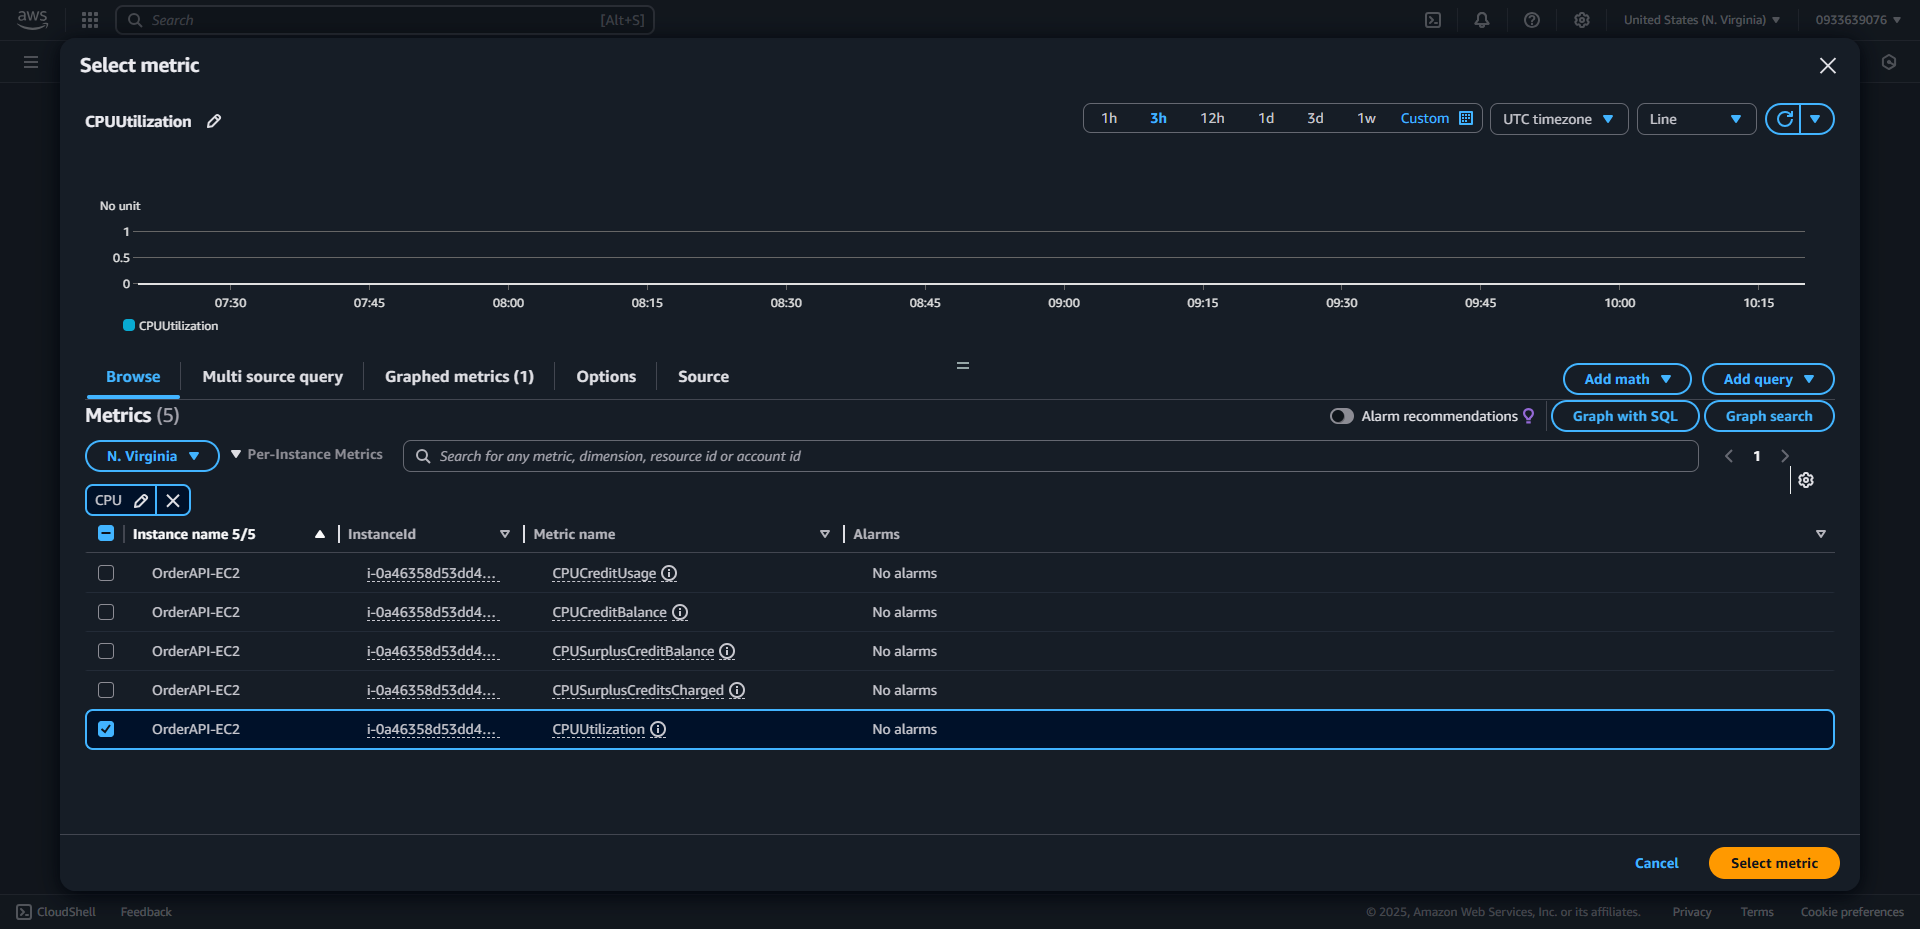 aws
Search [Alt+S]
United States (N. Virginia)
0933639076
Select metric
CPUUtilization
1h 3h 12h 1d 3d 1w Custom
UTC timezone
Line
No unit
1
0.5
0
07:30 07:45 08:00 08:15 08:30 08:45 09:00 09:15 09:30 09:45 10:00 10:15
CPUUtilization
Browse Multi source query Graphed metrics (1) Options Source
Add math Add query
Metrics (5)
Alarm recommendations Graph with SQL Graph search
N. Virginia Per-Instance Metrics Search for any metric, dimension, resource id or account id 1
CPU
Instance name 5/5 InstanceId Metric name Alarms
OrderAPI-EC2 i-0a46358d53dd4... CPUCreditUsage No alarms
OrderAPI-EC2 i-0a46358d53dd4... CPUCreditBalance No alarms
OrderAPI-EC2 i-0a46358d53dd4... CPUSurplusCreditBalance No alarms
OrderAPI-EC2 i-0a46358d53dd4... CPUSurplusCreditsCharged No alarms
OrderAPI-EC2 i-0a46358d53dd4... CPUUtilization No alarms
Cancel Select metric
CloudShell Feedback © 2025, Amazon Web Services, Inc. or its affiliates. Privacy Terms Cookie preferences